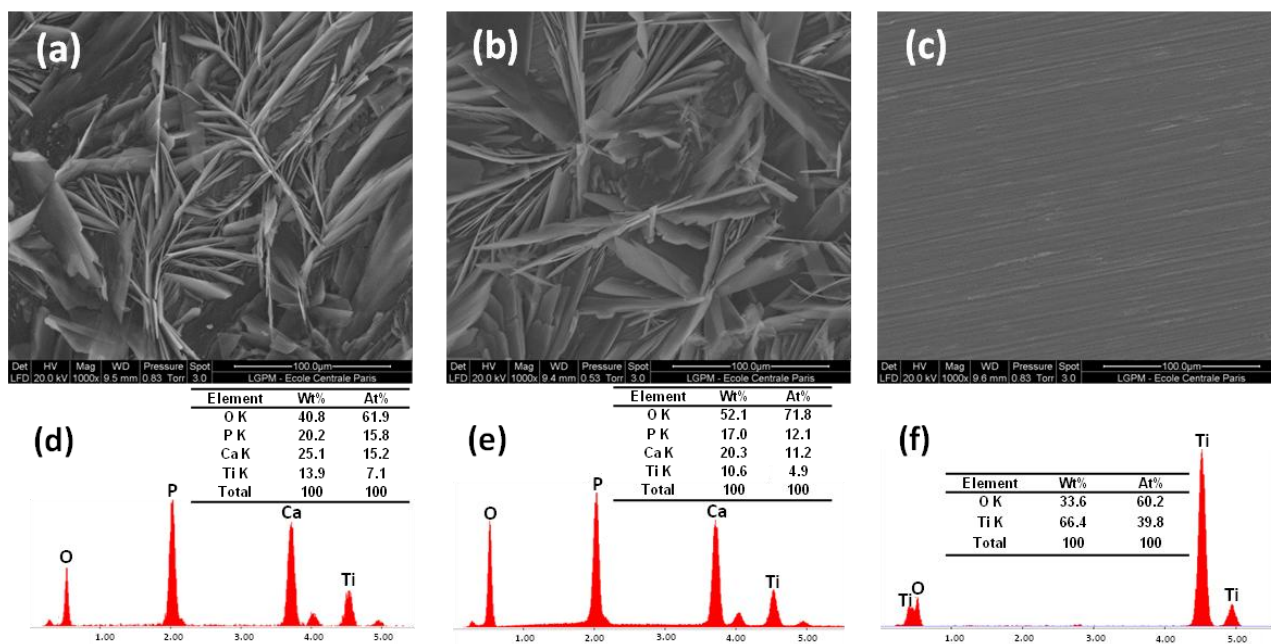 (a)
(b)
(c)
Det HV Mag WD Pressure Spot 100.0µm
LFD 20.0 kV 1000x 9.5 mm 0.83 Torr 3.0 LGPM - Ecole Centrale Paris
Det HV Mag WD Pressure Spot 100.0µm
LFD 20.0 kV 1000x 9.4 mm 0.53 Torr 3.0 LGPM - Ecole Centrale Paris
Det HV Mag WD Pressure Spot 100.0µm
LFD 20.0 kV 1000x 9.6 mm 0.83 Torr 3.0 LGPM - Ecole Centrale Paris
(d)
Element Wt% At%
O K 40.8 61.9
P K 20.2 15.8
Ca K 25.1 15.2
Ti K 13.9 7.1
Total 100 100
O
P
Ca
Ti
1.00 2.00 3.00 4.00 5.00
(e)
Element Wt% At%
O K 52.1 71.8
P K 17.0 12.1
Ca K 20.3 11.2
Ti K 10.6 4.9
Total 100 100
O
P
Ca
Ti
1.00 2.00 3.00 4.00 5.00
(f)
Element Wt% At%
O K 33.6 60.2
Ti K 66.4 39.8
Total 100 100
Ti
O
Ti
Ti
1.00 2.00 3.00 4.00 5.00